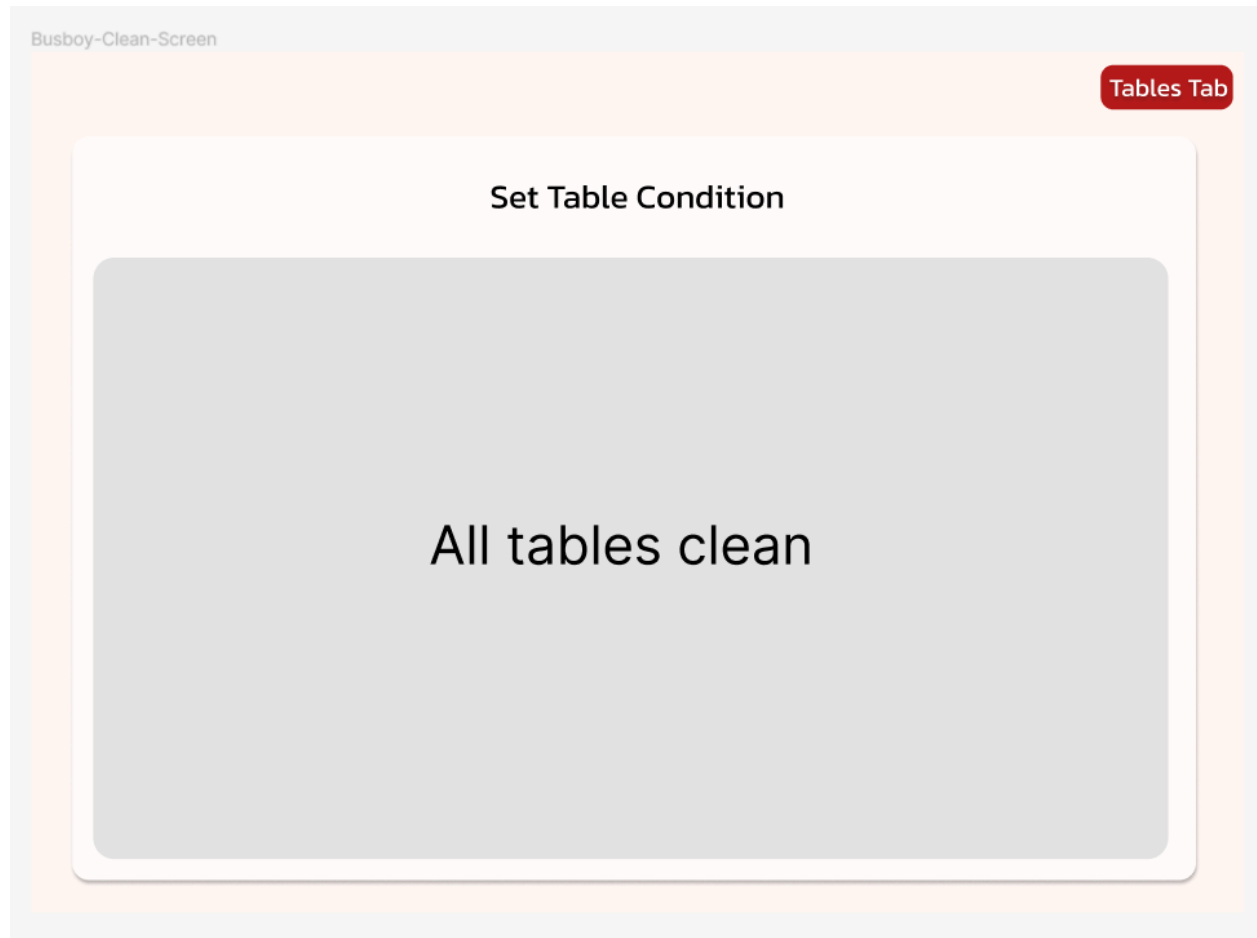 Busboy-Clean-Screen
Tables Tab
Set Table Condition
All tables clean